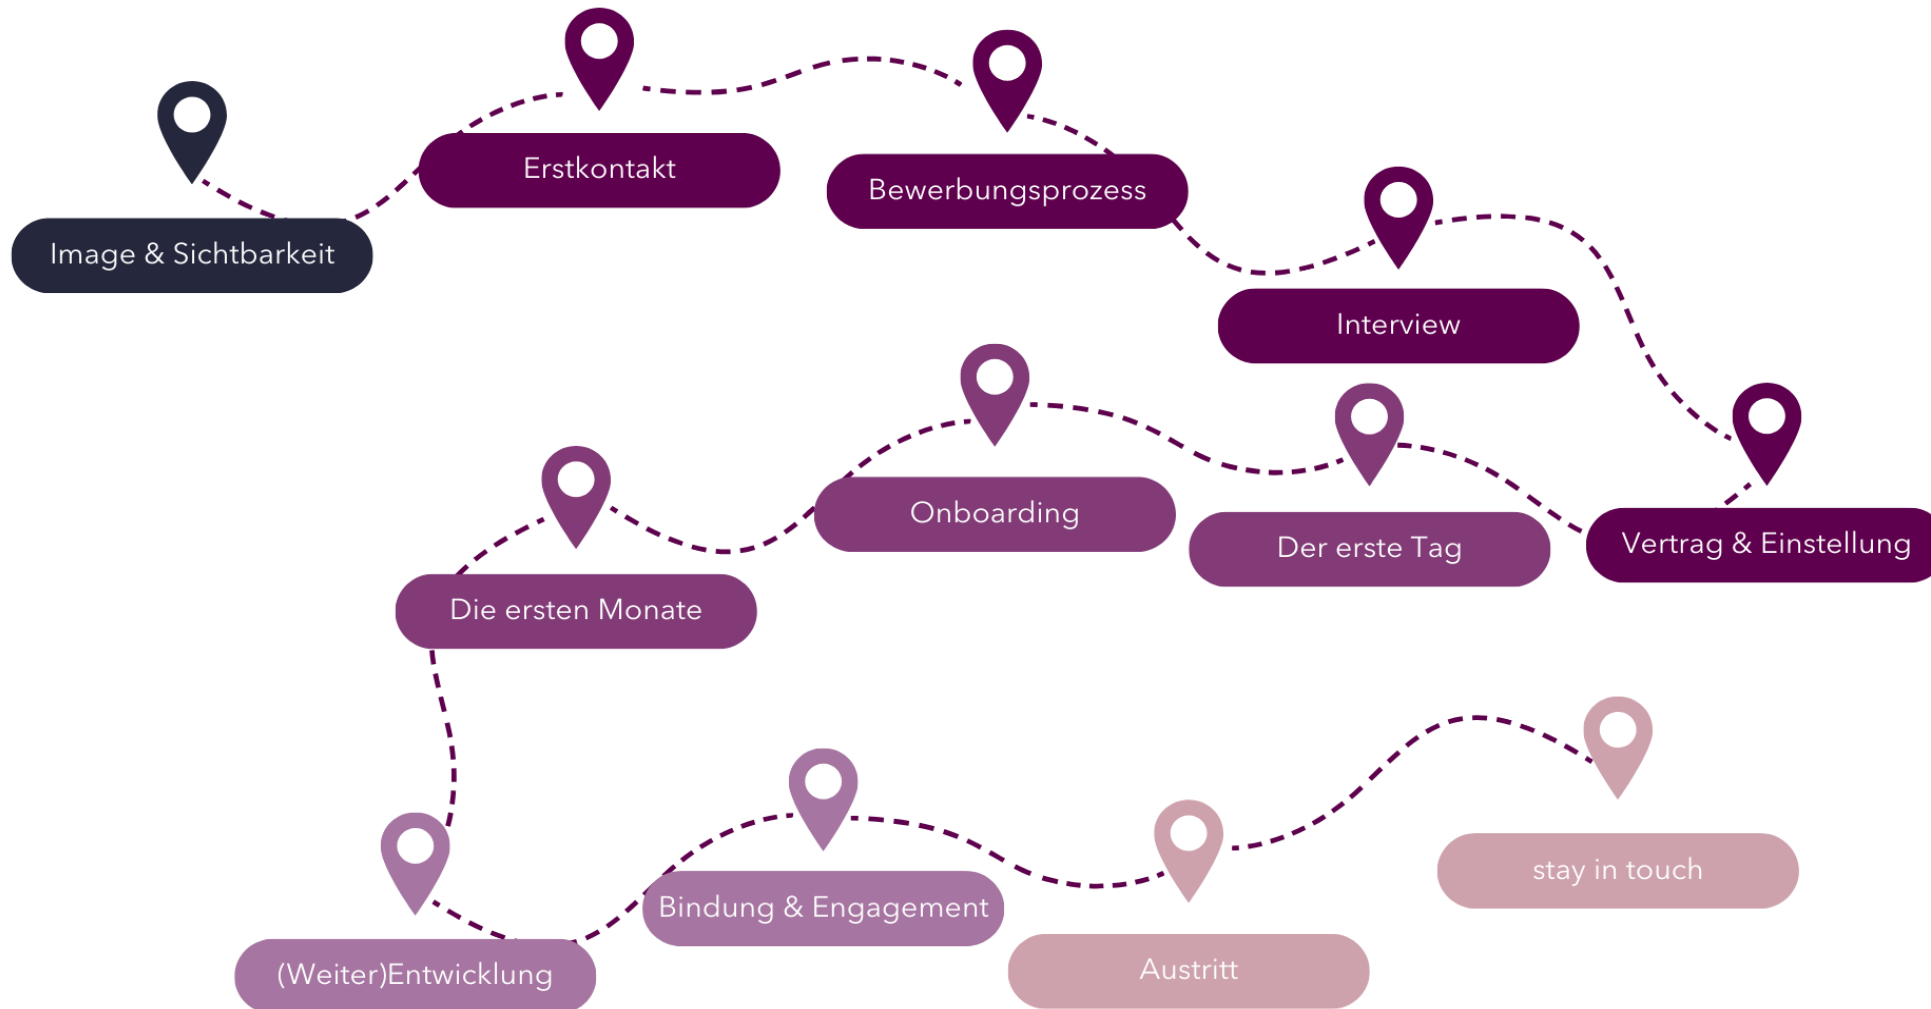 Image & Sichtbarkeit
Erstkontakt
Bewerbungsprozess
Interview
Vertrag & Einstellung
Der erste Tag
Onboarding
Die ersten Monate
(Weiter)Entwicklung
Bindung & Engagement
Austritt
stay in touch